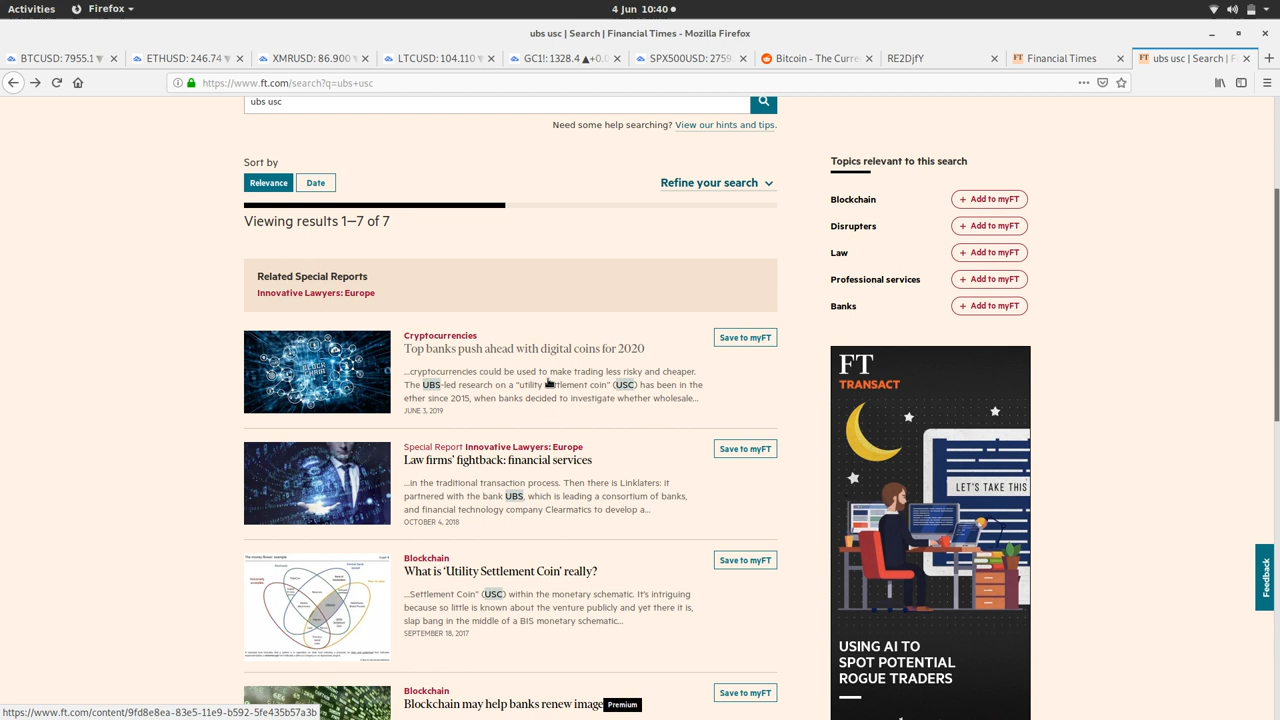 Activities Firefox 4 Jun 10:40
ubs usc | Search | Financial Times - Mozilla Firefox
BTCUSD: 7955.1 ▼ ETHUSD: 246.74 ▼ XMRUSD: 86.900 LTCUSD: 104.110 GC1!: 1328.4 ▲+0. SPX500USD: 2759 Bitcoin - The Curre RE2DjfY Financial Times ubs usc | Search | F
https://www.ft.com/search?q=ubs+usc
ubs usc
Need some help searching? View our hints and tips.
Sort by
Relevance Date
Refine your search
Viewing results 1–7 of 7
Related Special Reports
Innovative Lawyers: Europe
Cryptocurrencies
Top banks push ahead with digital coins for 2020
Save to myFT
...cryptocurrencies could be used to make trading less risky and cheaper.
The UBS-led research on a “utility settlement coin” (USC) has been in the
ether since 2015, when banks decided to investigate whether wholesale...
JUNE 3, 2019
Special Report Innovative Lawyers: Europe
Law firms’ fightback: financial services
Save to myFT
...in the traditional transaction process. Then there is Linklaters: it
partnered with the bank UBS, which is leading a consortium of banks,
and financial technology company Clearmatics to develop a...
OCTOBER 4, 2018
Blockchain
What is ‘Utility Settlement Coin’ really?
Save to myFT
...Settlement Coin” (USC) within the monetary schematic. It’s intriguing
because so little is known about the venture publicly and yet there it is,
slap bang in the middle of a BIS monetary schematic...
SEPTEMBER 18, 2017
Blockchain
Blockchain may help banks renew image Premium
Save to myFT
Topics relevant to this search
Blockchain + Add to myFT
Disrupters + Add to myFT
Law + Add to myFT
Professional services + Add to myFT
Banks + Add to myFT
FT
TRANSACT
LET'S TAKE THIS
USING AI TO
SPOT POTENTIAL
ROGUE TRADERS
Feedback
https://www.ft.com/content/9fd8e8ea-83e5-11e9-b592-5fe435b57a3b